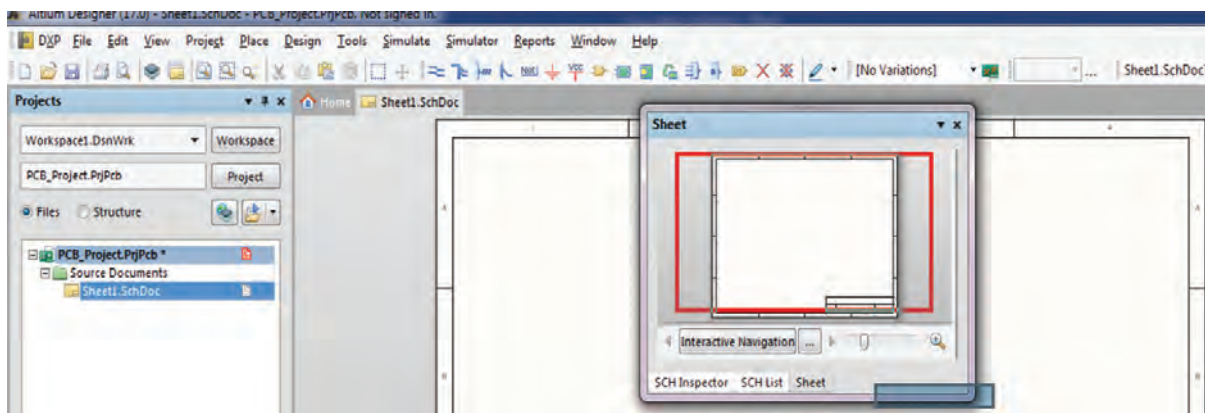 Altium Designer (17.0) - Sheet1.SchDoc - PCB_Project.PrjPcb. Not signed in.
DXP File Edit View Project Place Design Tools Simulate Simulator Reports Window Help
VCC [No Variations] ... Sheet1.SchDoc
Projects
Home Sheet1.SchDoc
Workspace1.DsnWrk Workspace
PCB_Project.PrjPcb Project
Files Structure
PCB_Project.PrjPcb *
Source Documents
Sheet1.SchDoc
Sheet
Interactive Navigation ...
SCH Inspector SCH List Sheet